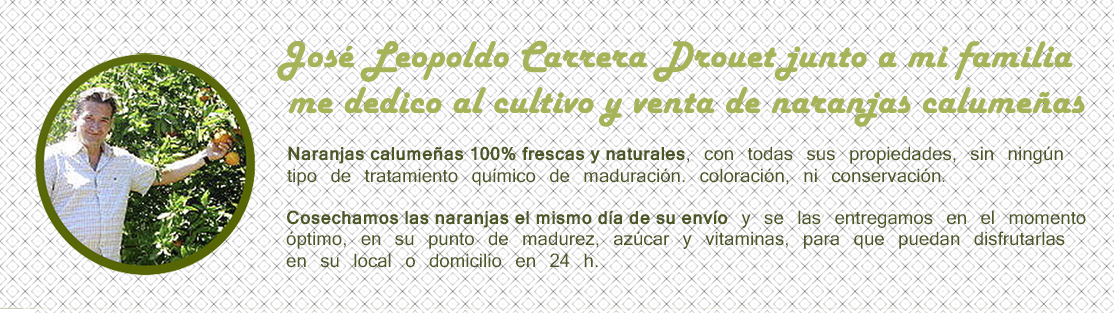 José Leopoldo Carrera Drouet junto a mi familia
me dedico al cultivo y venta de naranjas calumeñas
Naranjas calumeñas 100% frescas y naturales, con todas sus propiedades, sin ningún
tipo de tratamiento químico de maduración. coloración, ni conservación.
Cosechamos las naranjas el mismo día de su envío y se las entregamos en el momento
óptimo, en su punto de madurez, azúcar y vitaminas, para que puedan disfrutarlas
en su local o domicilio en 24 h.